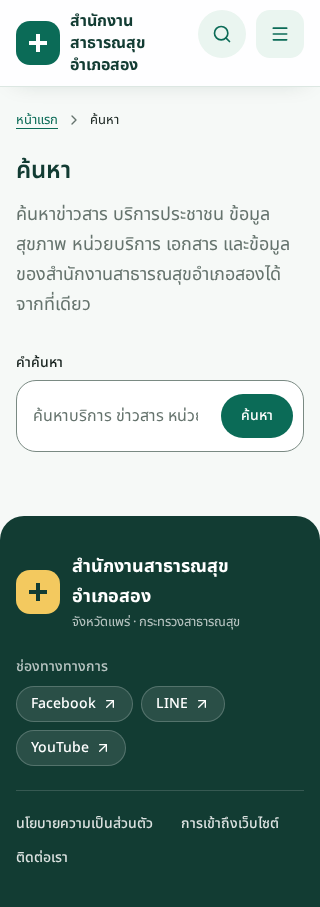 สำนักงาน
สาธารณสุข
อำเภอสอง
หน้าแรก
ค้นหา
ค้นหา
ค้นหาข่าวสาร บริการประชาชน ข้อมูล
สุขภาพ หน่วยบริการ เอกสาร และข้อมูล
ของสำนักงานสาธารณสุขอำเภอสองได้
จากที่เดียว
คำค้นหา
ค้นหาบริการ ข่าวสาร หน่วย
ค้นหา
สำนักงานสาธารณสุข
อำเภอสอง
จังหวัดแพร่ · กระทรวงสาธารณสุข
ช่องทางทางการ
Facebook
LINE
YouTube
นโยบายความเป็นส่วนตัว
การเข้าถึงเว็บไซต์
ติดต่อเรา